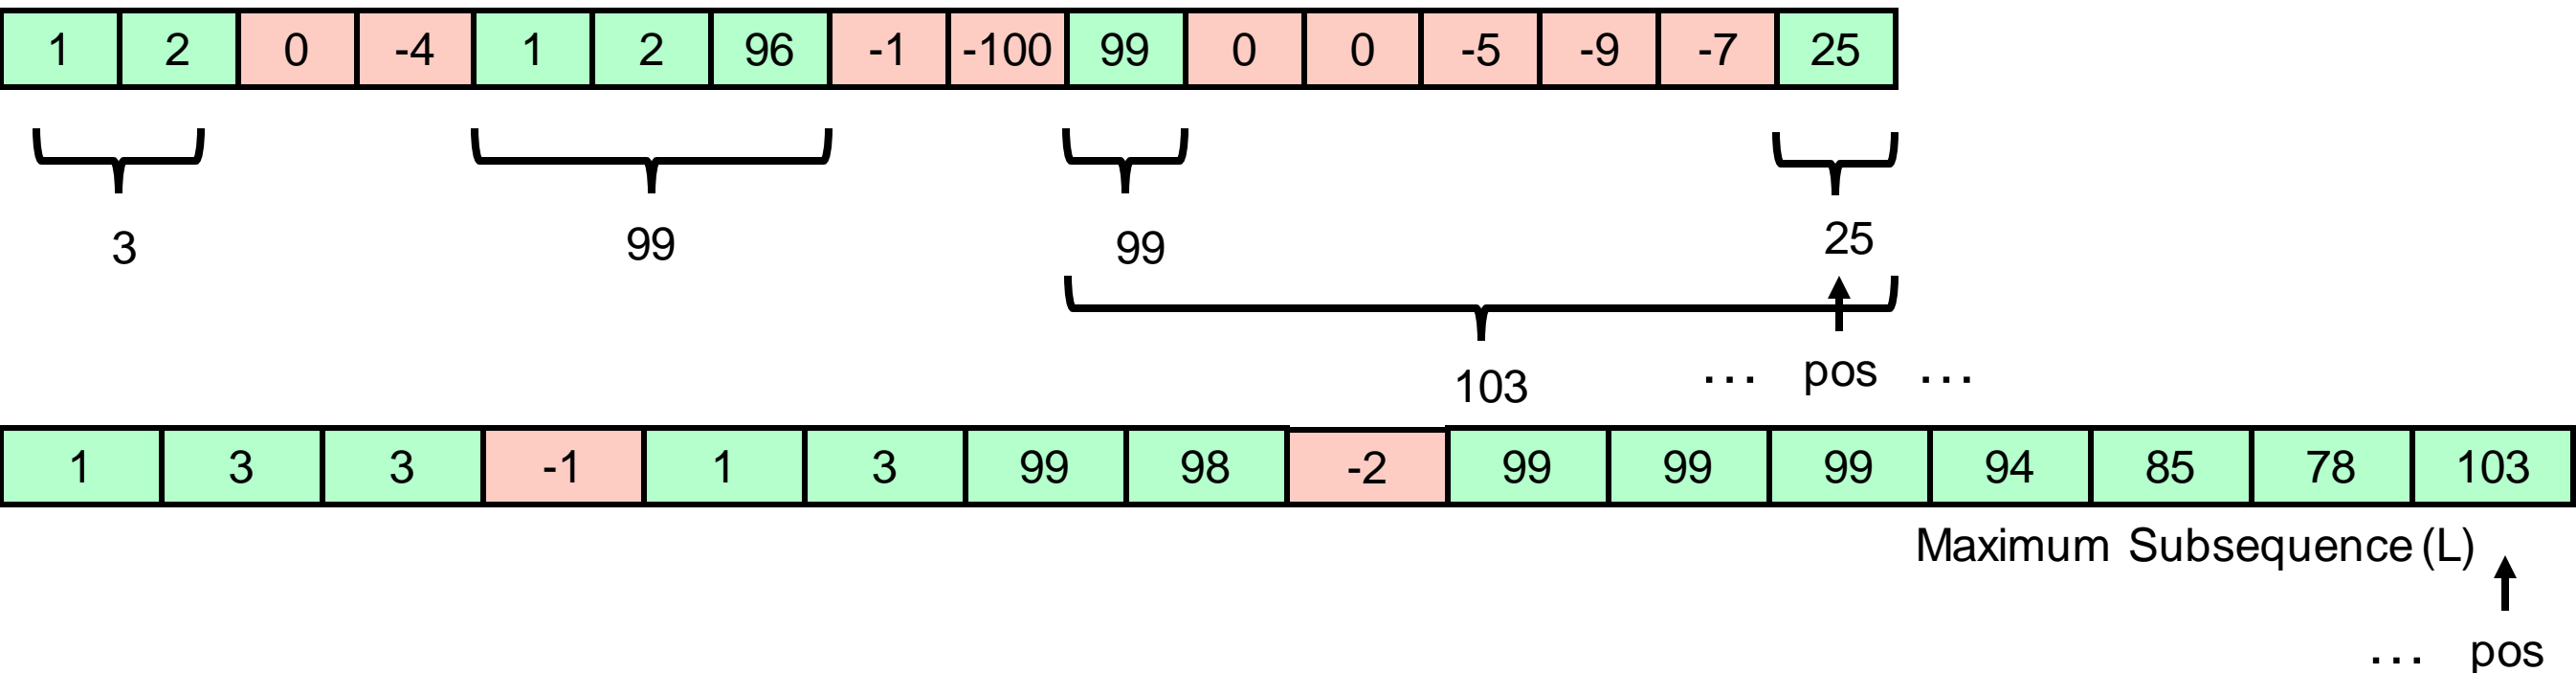 1 2 0 -4 1 2 96 -1 -100 99 0 0 -5 -9 -7 25
3 99 99 25
103 ... pos ...
1 3 3 -1 1 3 99 98 -2 99 99 99 94 85 78 103
Maximum Subsequence (L)
... pos